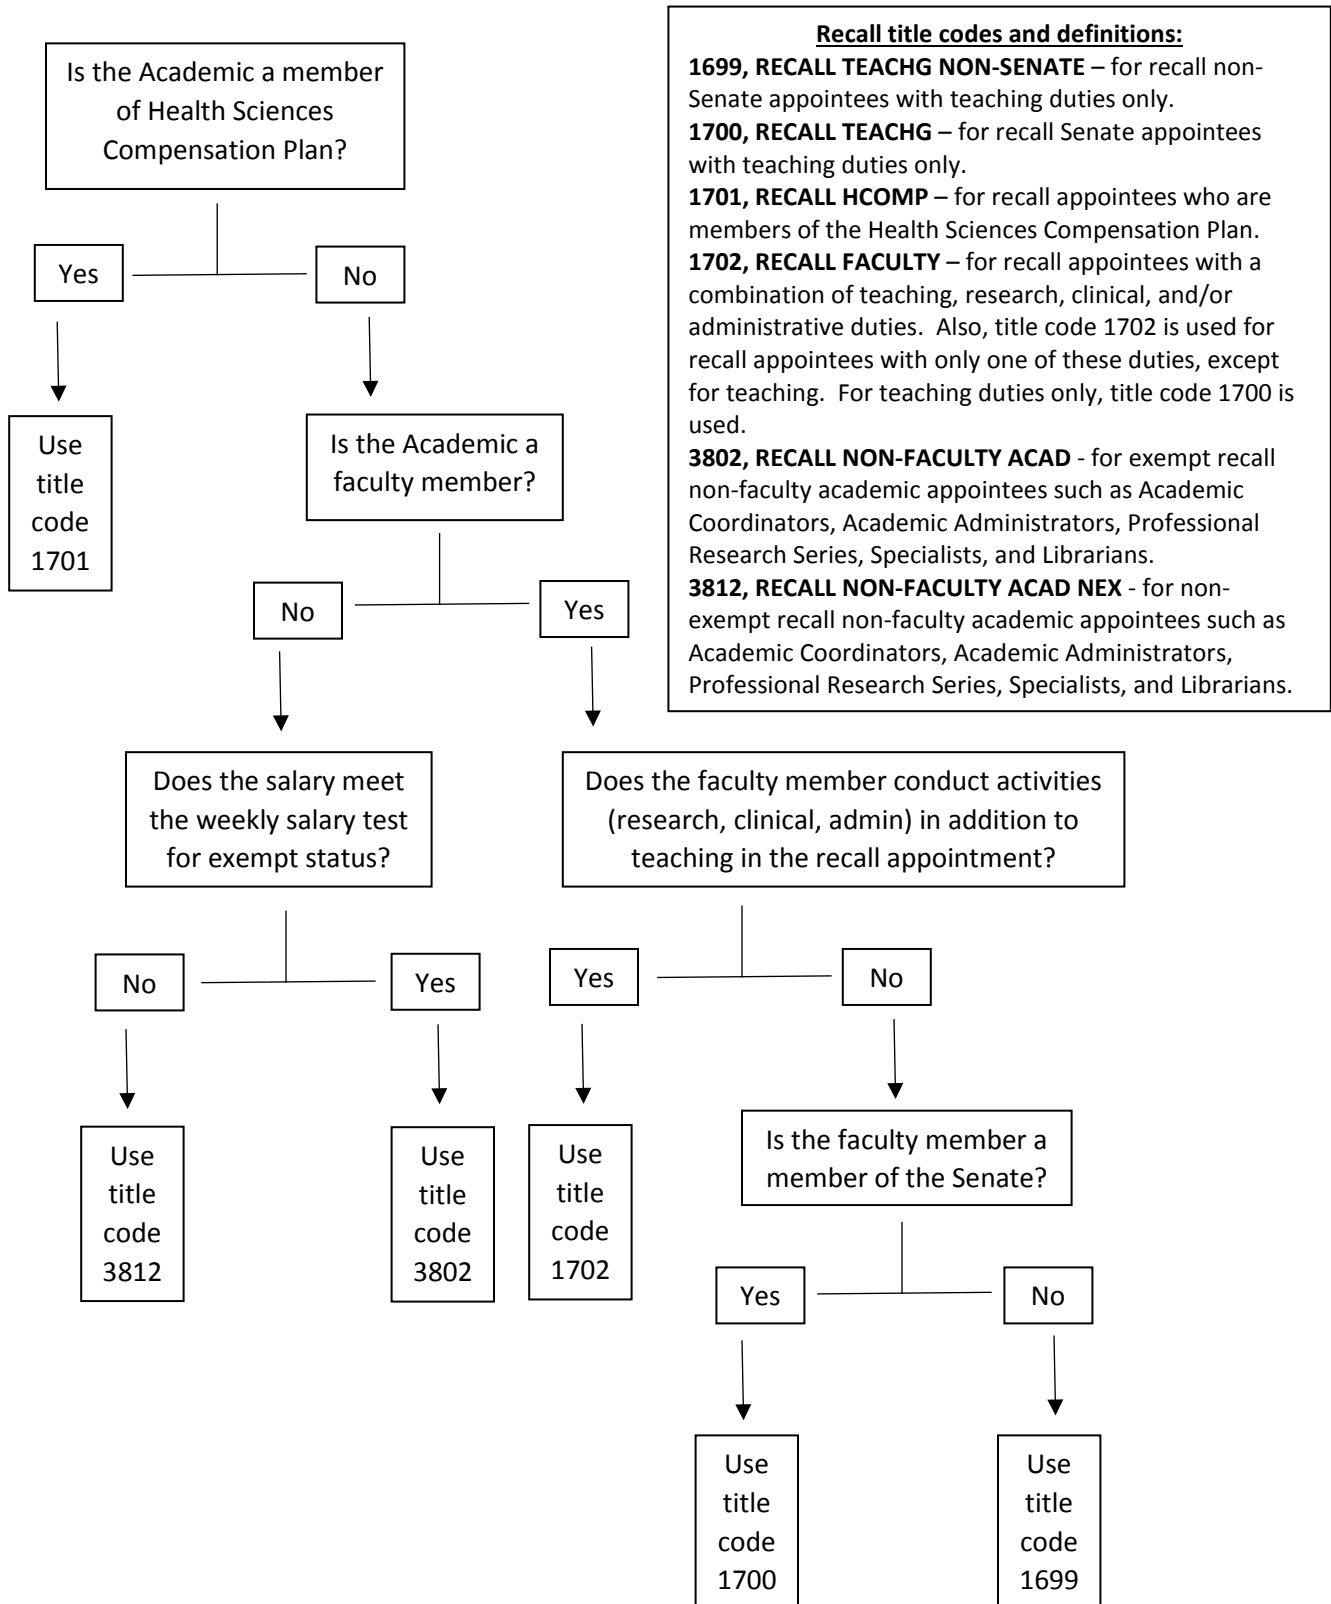 Is the Academic a member
of Health Sciences
Compensation Plan?
Yes
No
Use
title
code
1701
Is the Academic a
faculty member?
No
Yes
Does the salary meet
the weekly salary test
for exempt status?
Does the faculty member conduct activities
(research, clinical, admin) in addition to
teaching in the recall appointment?
No
Yes
Yes
No
Use
title
code
3812
Use
title
code
3802
Use
title
code
1702
Is the faculty member a
member of the Senate?
Yes
No
Use
title
code
1700
Use
title
code
1699
Recall title codes and definitions:
1699, RECALL TEACHG NON-SENATE – for recall non-
Senate appointees with teaching duties only.
1700, RECALL TEACHG – for recall Senate appointees
with teaching duties only.
1701, RECALL HCOMP – for recall appointees who are
members of the Health Sciences Compensation Plan.
1702, RECALL FACULTY – for recall appointees with a
combination of teaching, research, clinical, and/or
administrative duties.  Also, title code 1702 is used for
recall appointees with only one of these duties, except
for teaching.  For teaching duties only, title code 1700 is
used.
3802, RECALL NON-FACULTY ACAD - for exempt recall
non-faculty academic appointees such as Academic
Coordinators, Academic Administrators, Professional
Research Series, Specialists, and Librarians.
3812, RECALL NON-FACULTY ACAD NEX - for non-
exempt recall non-faculty academic appointees such as
Academic Coordinators, Academic Administrators,
Professional Research Series, Specialists, and Librarians.